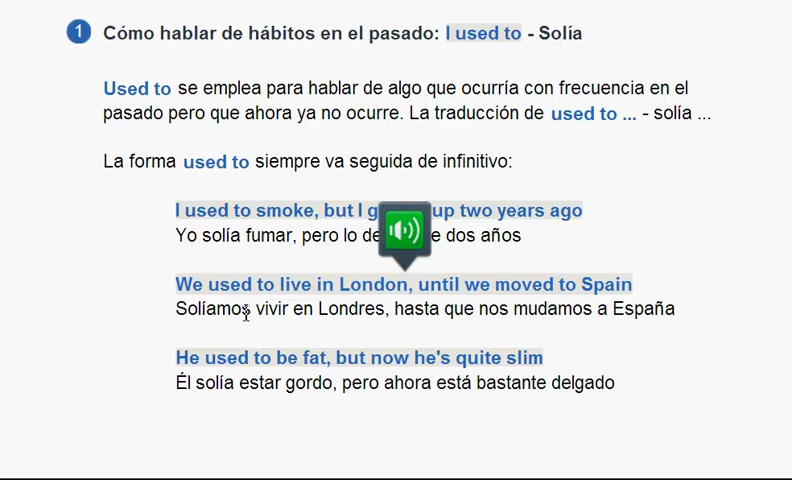 1 Cómo hablar de hábitos en el pasado: I used to - Solía
Used to se emplea para hablar de algo que ocurría con frecuencia en el
pasado pero que ahora ya no ocurre. La traducción de used to ... - solía ...
La forma used to siempre va seguida de infinitivo:
I used to smoke, but I up two years ago
Yo solía fumar, pero lo dos años
We used to live in London, until we moved to Spain
Solíamos vivir en Londres, hasta que nos mudamos a España
He used to be fat, but now he's quite slim
Él solía estar gordo, pero ahora está bastante delgado